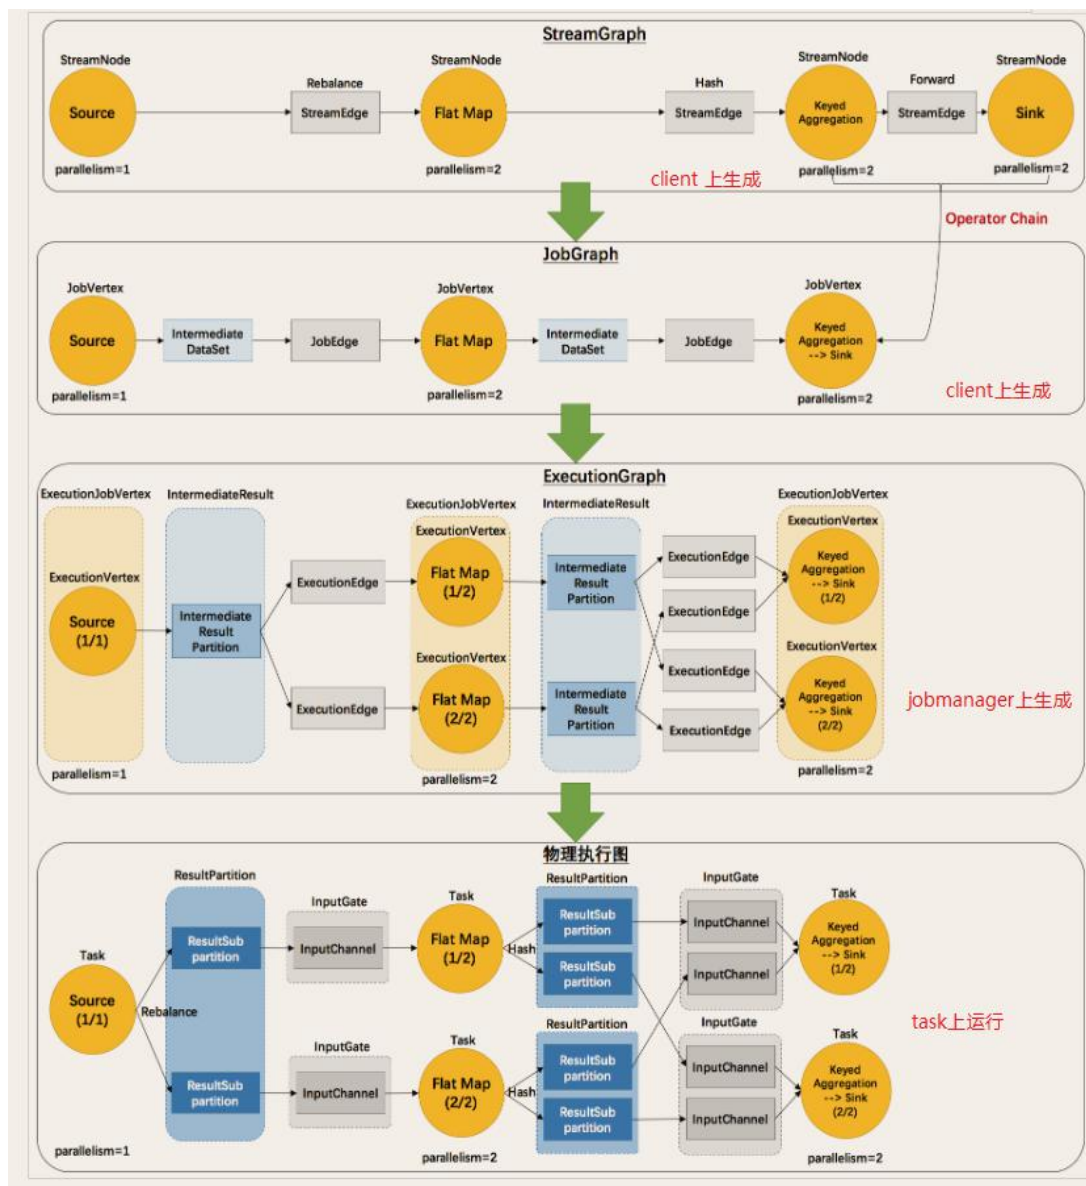 StreamGraph
StreamNode
StreamNode
StreamNode
StreamNode
Rebalance
Hash
Forward
Source
StreamEdge
Flat Map
StreamEdge
Keyed
Aggregation
StreamEdge
Sink
parallelism=1
parallelism=2
parallelism=2
parallelism=2
client 上生成
Operator Chain
JobGraph
JobVertex
JobVertex
JobVertex
Source
Intermediate
DataSet
JobEdge
Flat Map
Intermediate
DataSet
JobEdge
Keyed
Aggregation
--> Sink
parallelism=1
parallelism=2
parallelism=2
client上生成
ExecutionGraph
ExecutionJobVertex
IntermediateResult
ExecutionJobVertex
IntermediateResult
ExecutionJobVertex
ExecutionVertex
Source
(1/1)
Intermediate
Result
Partition
ExecutionEdge
ExecutionEdge
ExecutionVertex
Flat Map
(1/2)
ExecutionVertex
Flat Map
(2/2)
Intermediate
Result
Partition
Intermediate
Result
Partition
ExecutionEdge
ExecutionEdge
ExecutionEdge
ExecutionEdge
ExecutionVertex
Keyed
Aggregation
--> Sink
(1/2)
ExecutionVertex
Keyed
Aggregation
--> Sink
(2/2)
jobmanager上生成
parallelism=1
parallelism=2
parallelism=2
物理执行图
Task
Source
(1/1)
Rebalance
ResultPartition
ResultSub
partition
ResultSub
partition
InputGate
InputChannel
InputGate
InputChannel
Task
Flat Map
(1/2)
Hash
Task
Flat Map
(2/2)
Hash
ResultPartition
ResultSub
partition
ResultSub
partition
ResultPartition
ResultSub
partition
ResultSub
partition
InputGate
InputChannel
InputChannel
InputGate
InputChannel
InputChannel
Task
Keyed
Aggregation
--> Sink
(1/2)
Task
Keyed
Aggregation
--> Sink
(2/2)
task上运行
parallelism=1
parallelism=2
parallelism=2